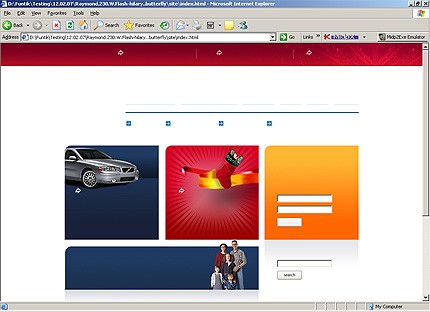 D:\Funtik\Testing\12.02.07\Raymond.230.W.Flash-hilary...butterfly\site\index.html - Microsoft Internet Explorer
File Edit View Favorites Tools Help
Back Search Favorites
Address D:\Funtik\Testing\12.02.07\Raymond.230.W.Flash-hilary...butterfly\site\index.html Go Links Midp2Exe Emulator
search
My Computer